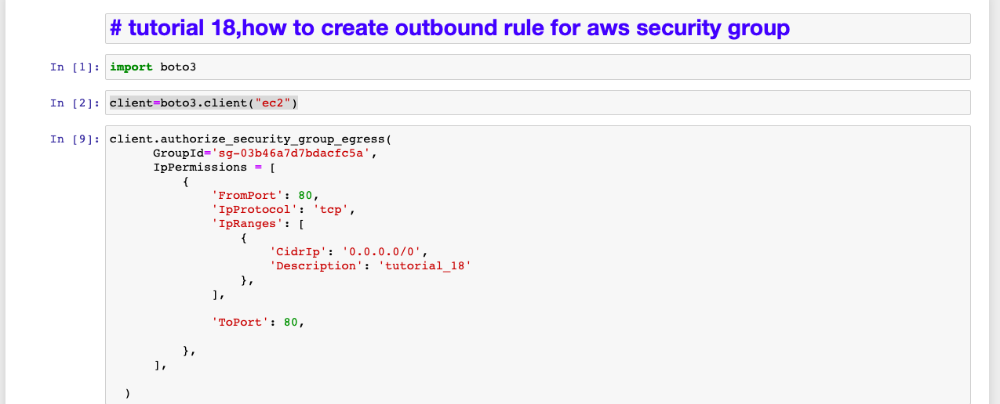 # tutorial 18,how to create outbound rule for aws security group
In [1]: import boto3
In [2]: client=boto3.client("ec2")
In [9]: client.authorize_security_group_egress(
      GroupId='sg-03b46a7d7bdacfc5a',
      IpPermissions = [
          {
              'FromPort': 80,
              'IpProtocol': 'tcp',
              'IpRanges': [
                  {
                      'CidrIp': '0.0.0.0/0',
                      'Description': 'tutorial_18'
                  },
              ],
              'ToPort': 80,
          },
      ],
  )